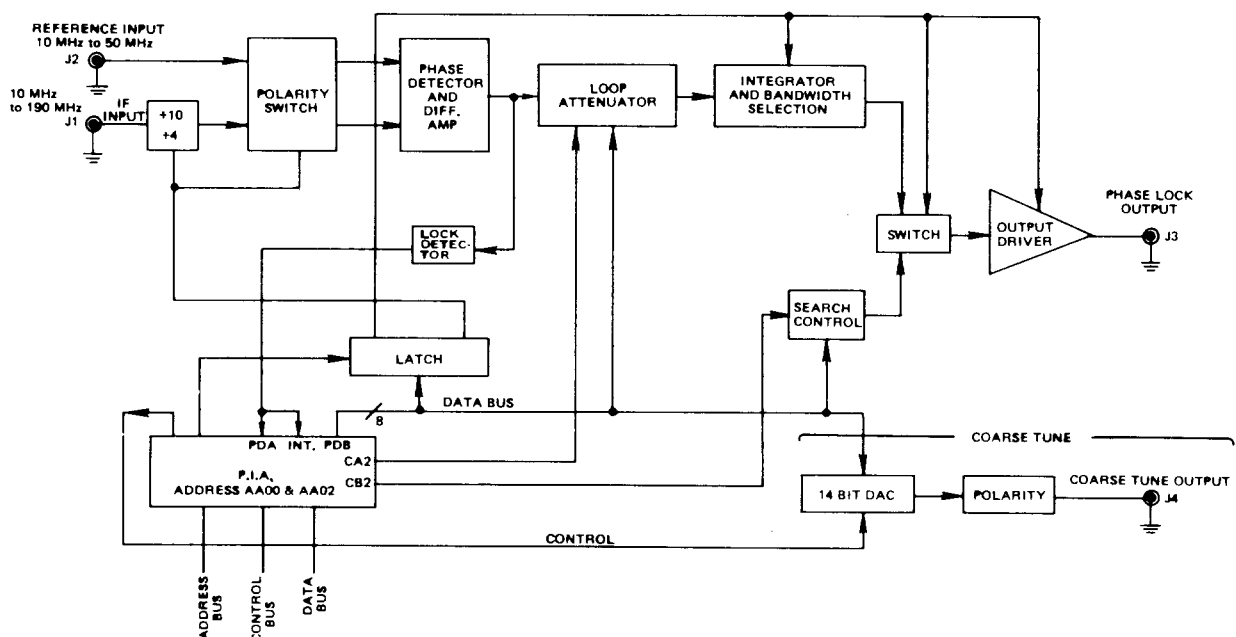 REFERENCE INPUT
10 MHz to 50 MHz
J2
10 MHz
to 190 MHz
J1
IF
INPUT
+10
+4
POLARITY
SWITCH
PHASE
DETECTOR
AND
DIFF.
AMP
LOOP
ATTENUATOR
INTEGRATOR
AND BANDWIDTH
SELECTION
LOCK
DETEC-
TOR
SWITCH
OUTPUT
DRIVER
PHASE LOCK
OUTPUT
J3
SEARCH
CONTROL
LATCH
DATA BUS
8
PDA INT. PDB
CA2
CB2
P.I.A.
ADDRESS AA00 & AA02
COARSE TUNE
14 BIT DAC
POLARITY
COARSE TUNE OUTPUT
J4
CONTROL
ADDRESS
BUS
CONTROL
BUS
DATA
BUS